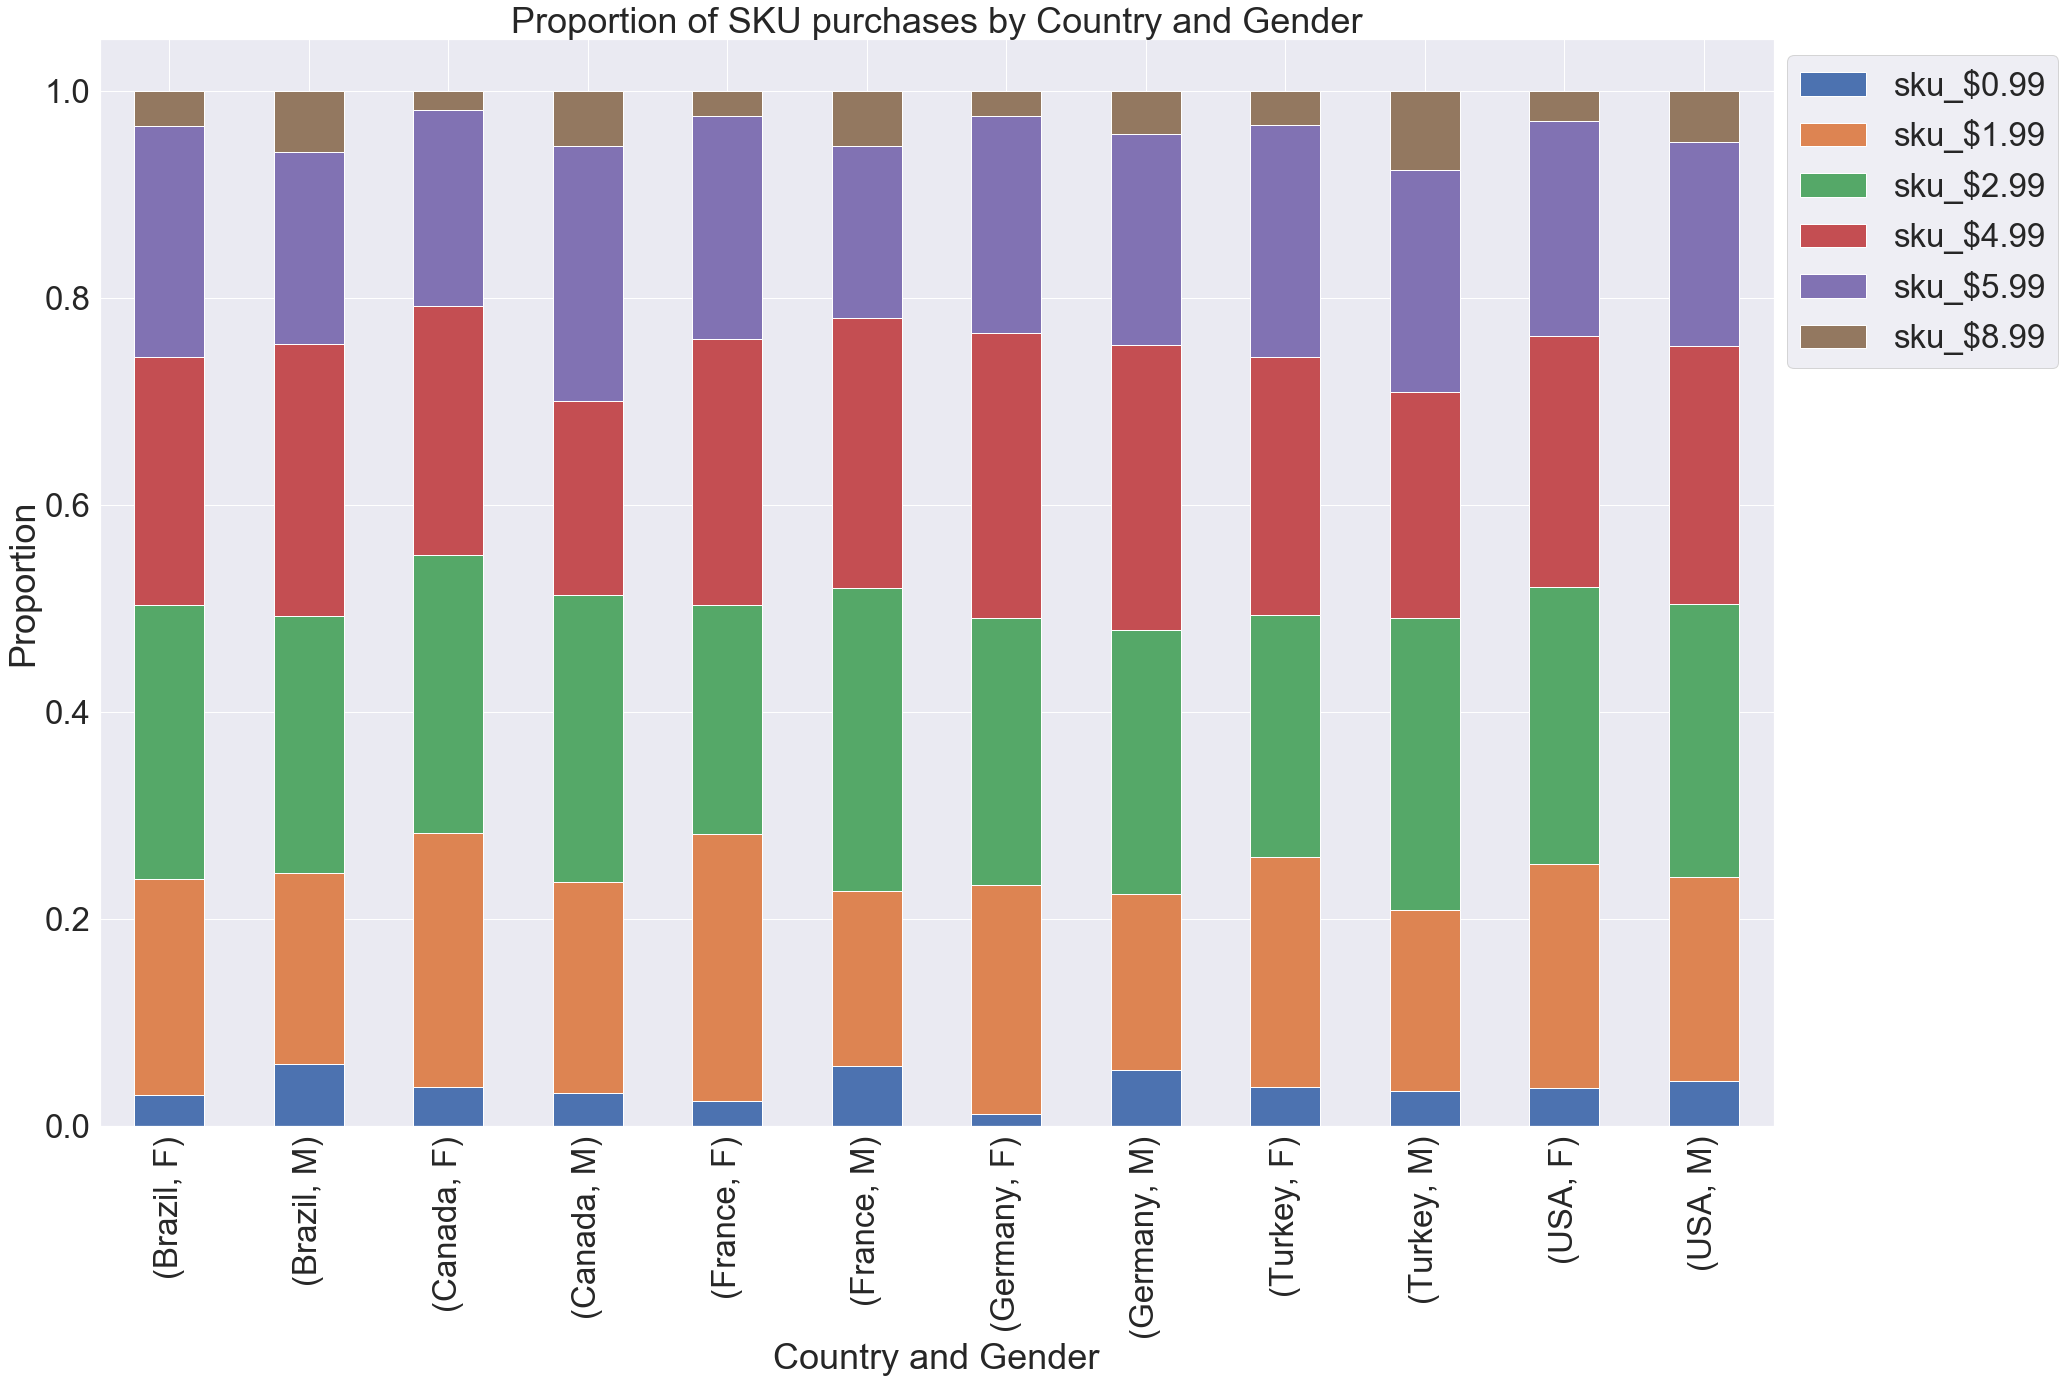 Proportion of SKU purchases by Country and Gender
sku_$0.99
sku_$1.99
sku_$2.99
sku_$4.99
sku_$5.99
sku_$8.99
Proportion
1.0
0.8
0.6
0.4
0.2
0.0
(Brazil, F)
(Brazil, M)
(Canada, F)
(Canada, M)
(France, F)
(France, M)
(Germany, F)
(Germany, M)
(Turkey, F)
(Turkey, M)
(USA, F)
(USA, M)
Country and Gender